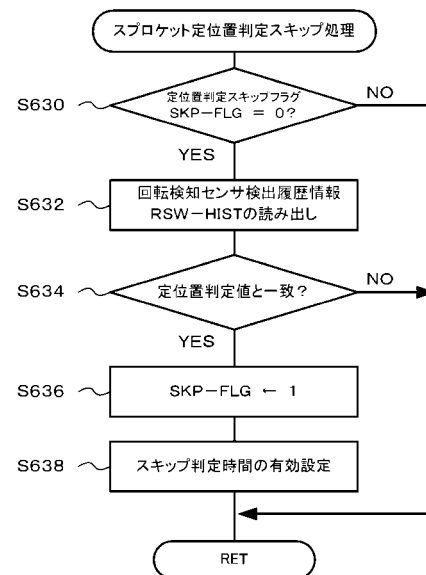 スプロケット定位置判定スキップ処理
S630
定位置判定スキップフラグ
SKP-FLG = 0?
NO
YES
S632
回転検知センサ検出履歴情報
RSW-HISTの読み出し
S634
定位置判定値と一致?
NO
YES
S636
SKP-FLG ← 1
S638
スキップ判定時間の有効設定
RET